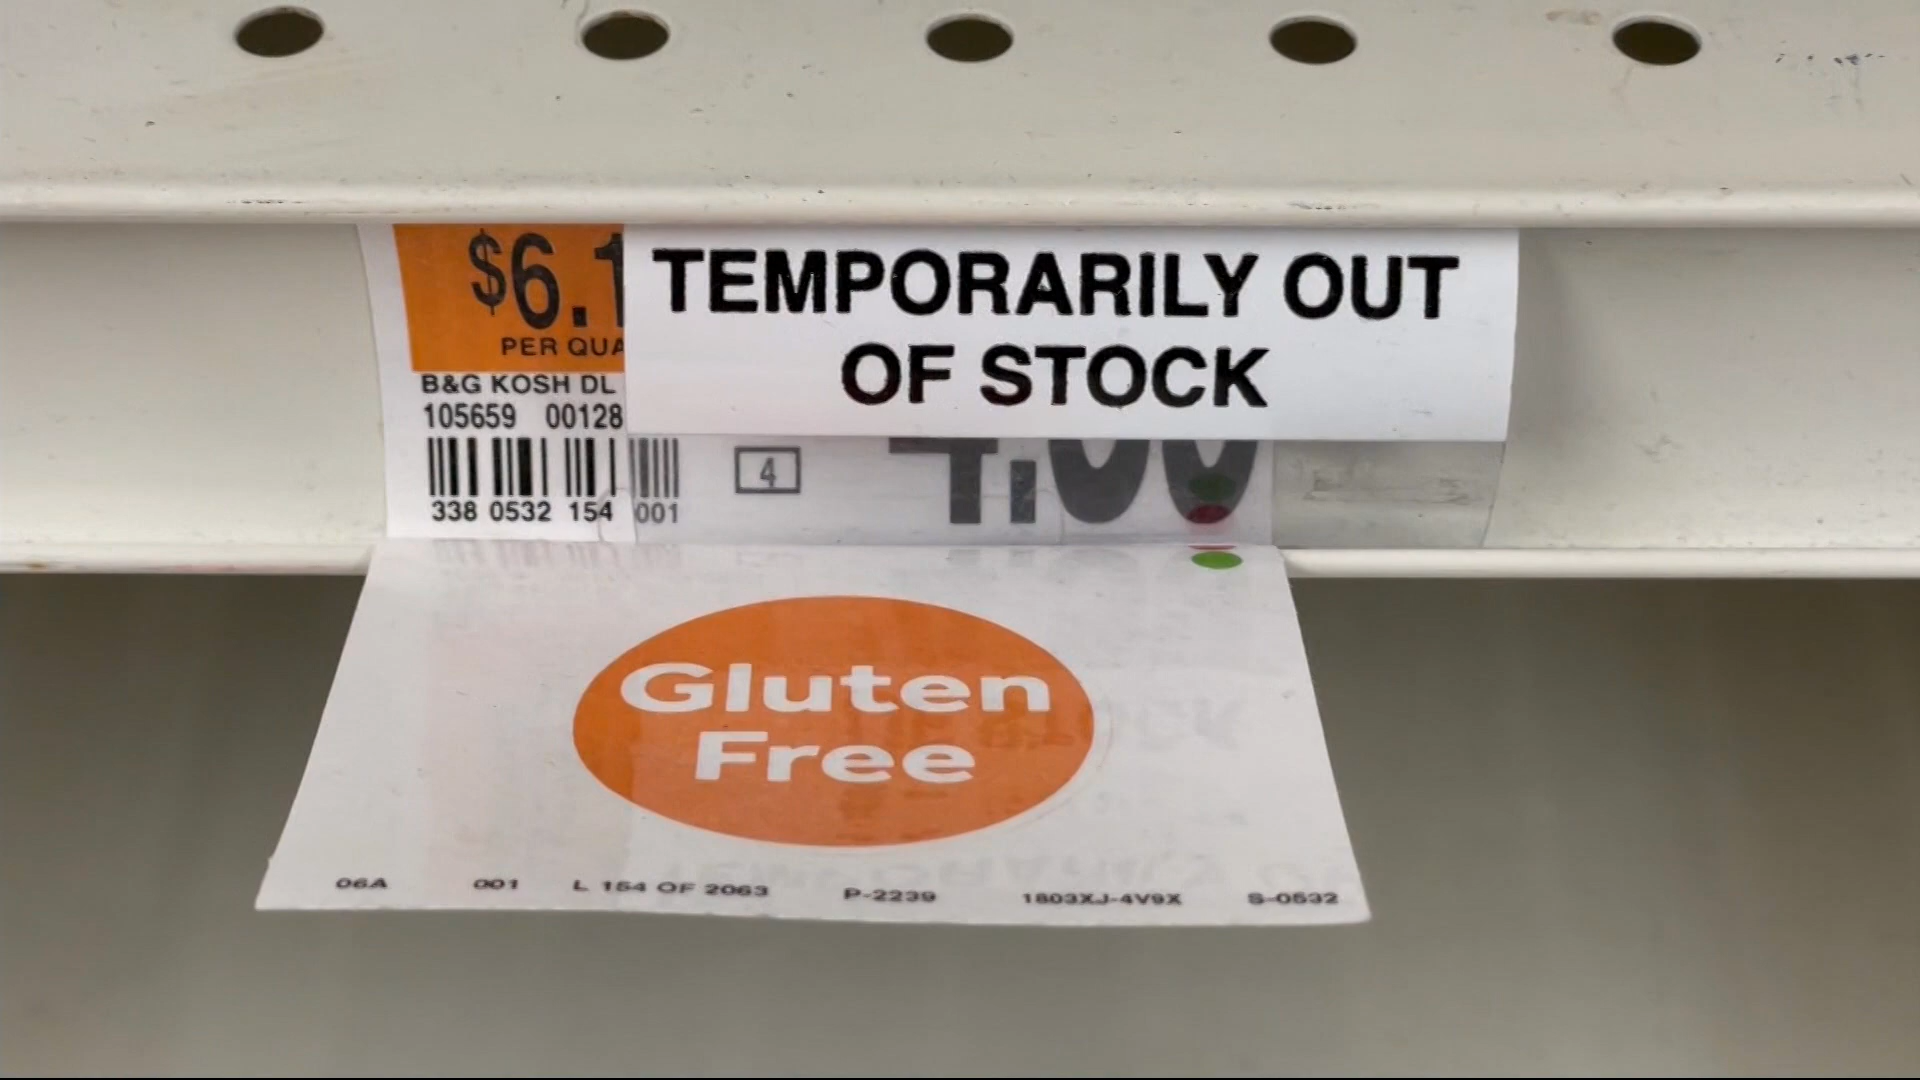 $6.1
PER QUA
TEMPORARILY OUT
OF STOCK
B&G KOSH DL
105659 00128
338 0532 154 001
4
Gluten
Free
06A 001 L 154 OF 2063 P-2239 1803XJ-4V9X S-0532